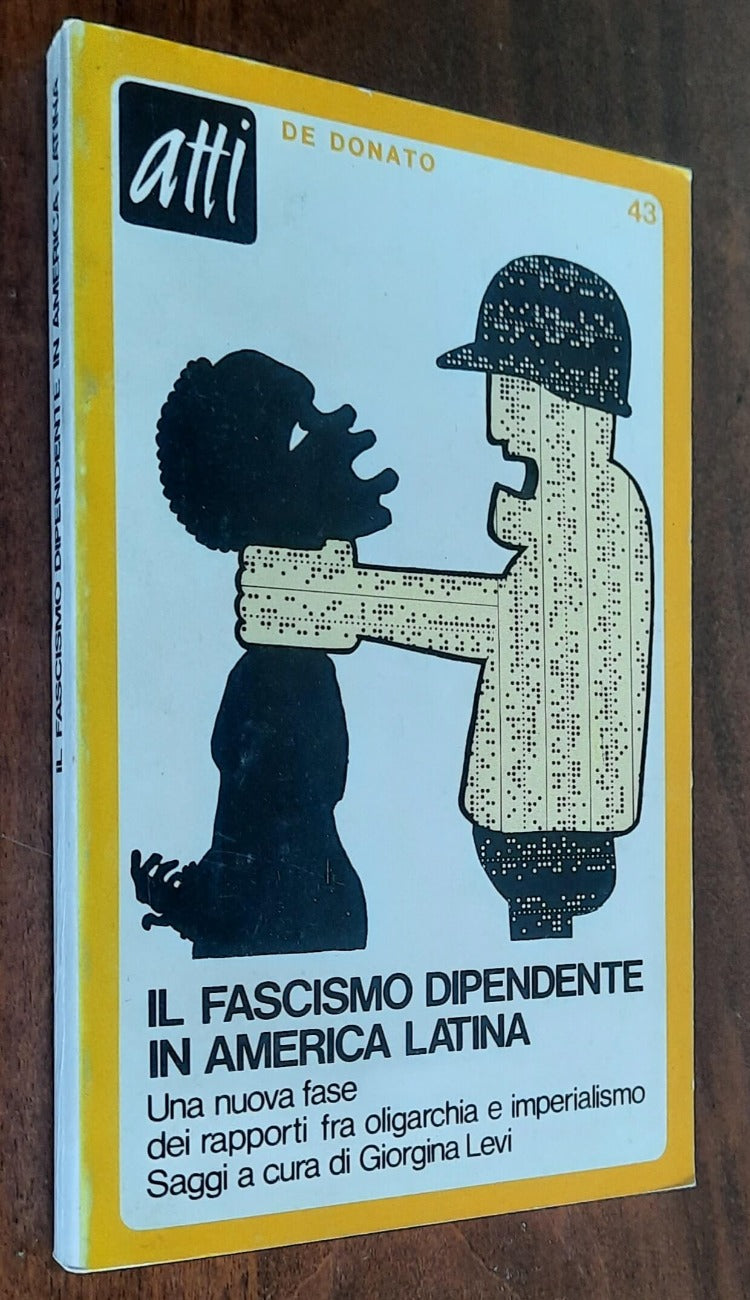 atti
DE DONATO
43
IL FASCISMO DIPENDENTE IN AMERICA LATINA
IL FASCISMO DIPENDENTE
IN AMERICA LATINA
Una nuova fase
dei rapporti fra oligarchia e imperialismo
Saggi a cura di Giorgina Levi